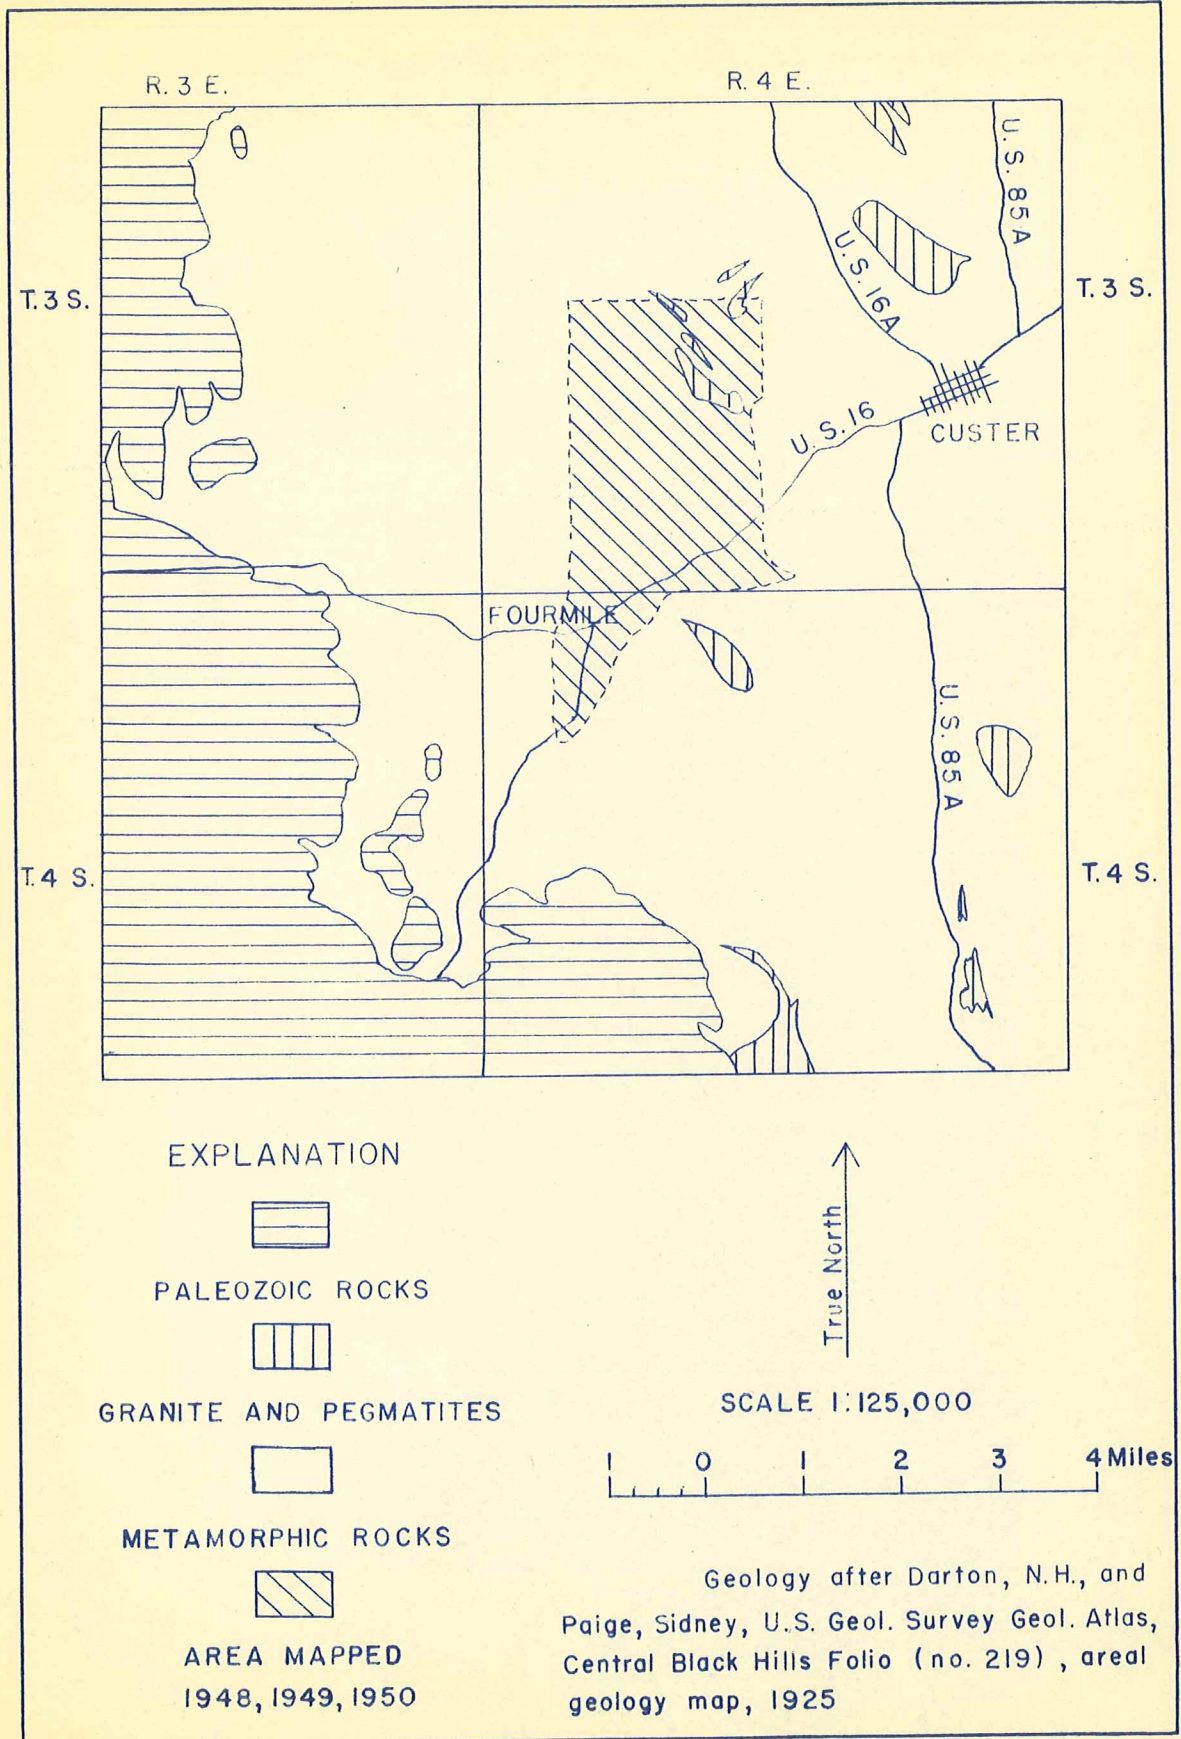 R. 3 E.
R. 4 E.
U.S. 85A
U.S. 16A
T.3 S.
T.3 S.
U.S.16
CUSTER
FOURMILE
U.S. 85A
T.4 S.
T.4 S.
EXPLANATION
PALEOZOIC ROCKS
GRANITE AND PEGMATITES
METAMORPHIC ROCKS
AREA MAPPED
1948, 1949, 1950
True North
SCALE 1:125,000
1 0 1 2 3 4 Miles
Geology after Darton, N.H., and
Paige, Sidney, U.S. Geol. Survey Geol. Atlas,
Central Black Hills Folio (no. 219), areal
geology map, 1925